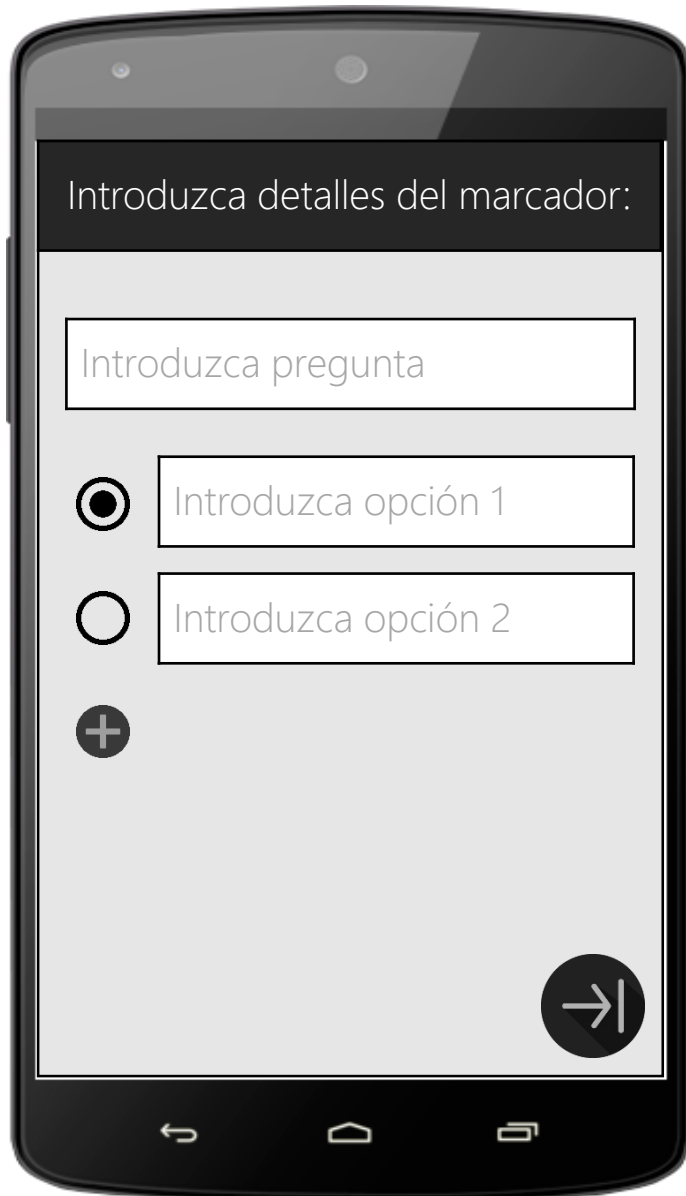 Introduzca detalles del marcador:
Introduzca pregunta
Introduzca opción 1
Introduzca opción 2